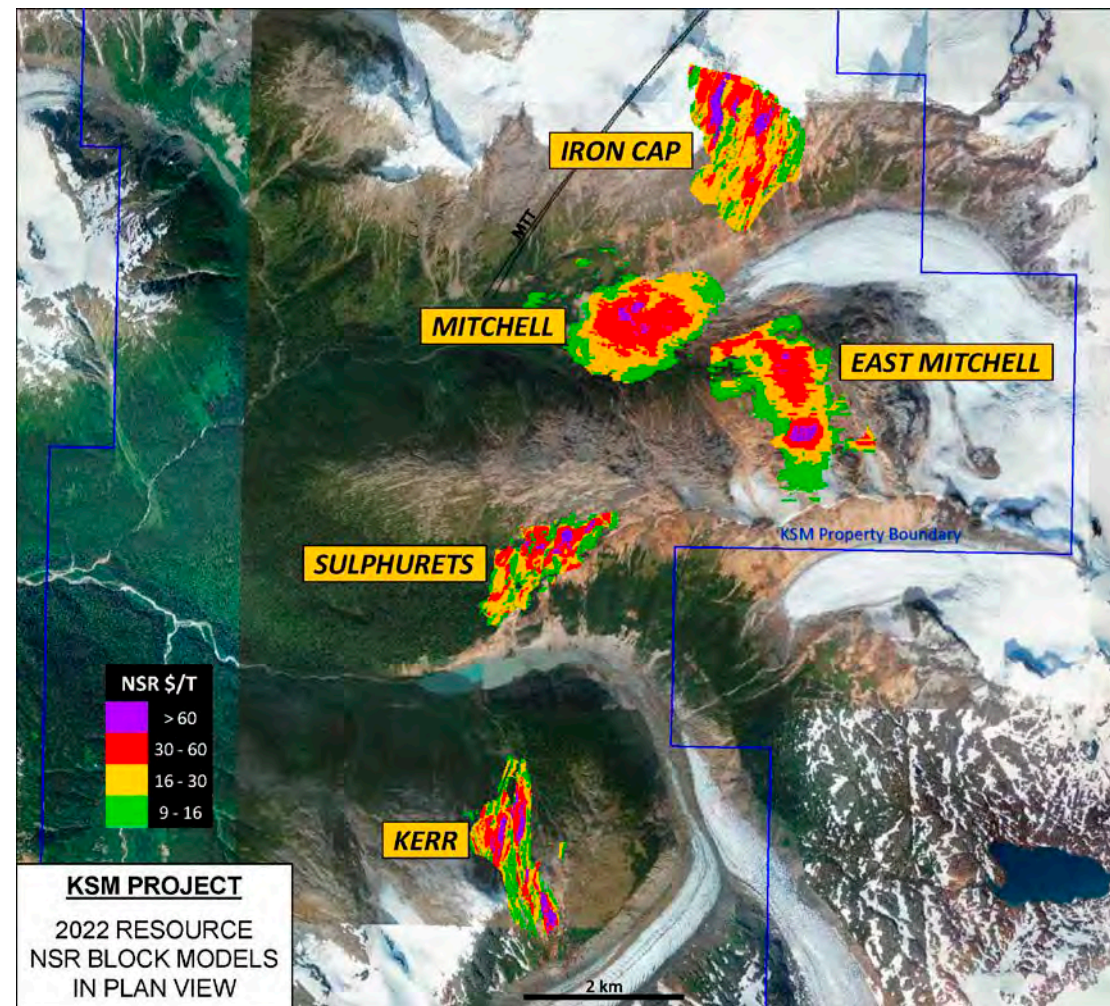 IRON CAP
MTT
MITCHELL
EAST MITCHELL
KSM Property Boundary
SULPHURETS
NSR $/T
> 60
30 - 60
16 - 30
9 - 16
KERR
KSM PROJECT
2022 RESOURCE
NSR BLOCK MODELS
IN PLAN VIEW
2 km